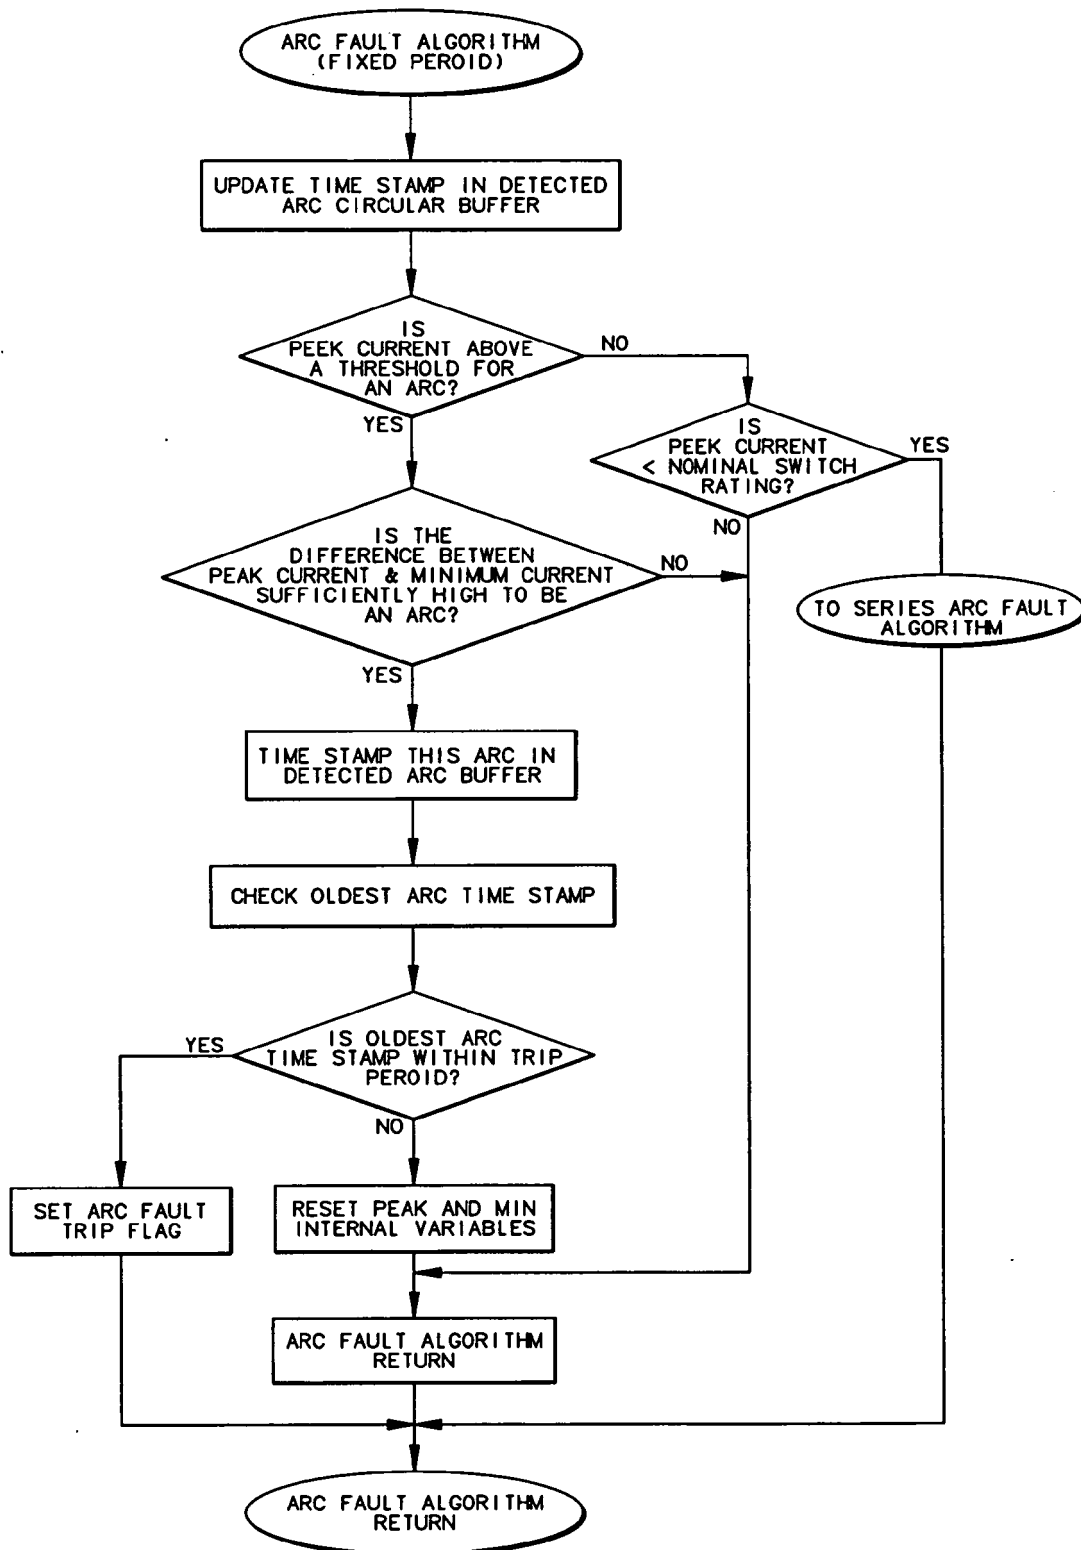 ARC FAULT ALGORITHM
(FIXED PEROID)
UPDATE TIME STAMP IN DETECTED
ARC CIRCULAR BUFFER
IS
PEEK CURRENT ABOVE
A THRESHOLD FOR
AN ARC?
NO
YES
IS
PEEK CURRENT
< NOMINAL SWITCH
RATING?
YES
NO
IS THE
DIFFERENCE BETWEEN
PEAK CURRENT & MINIMUM CURRENT
SUFFICIENTLY HIGH TO BE
AN ARC?
NO
YES
TO SERIES ARC FAULT
ALGORITHM
TIME STAMP THIS ARC IN
DETECTED ARC BUFFER
CHECK OLDEST ARC TIME STAMP
IS OLDEST ARC
TIME STAMP WITHIN TRIP
PEROID?
YES
NO
SET ARC FAULT
TRIP FLAG
RESET PEAK AND MIN
INTERNAL VARIABLES
ARC FAULT ALGORITHM
RETURN
ARC FAULT ALGORITHM
RETURN